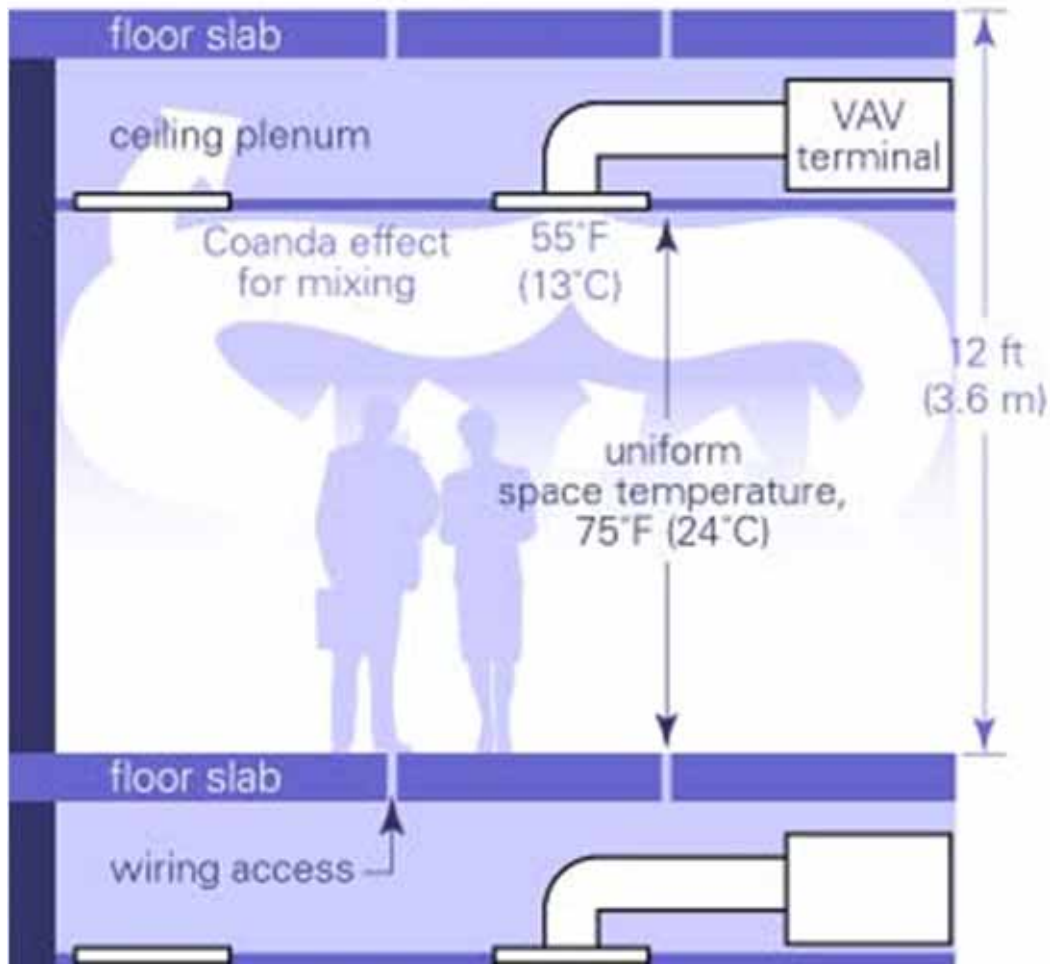 floor slab
ceiling plenum
VAV
terminal
Coanda effect
for mixing
55°F
(13°C)
12 ft
(3.6 m)
uniform
space temperature,
75°F (24°C)
floor slab
wiring access